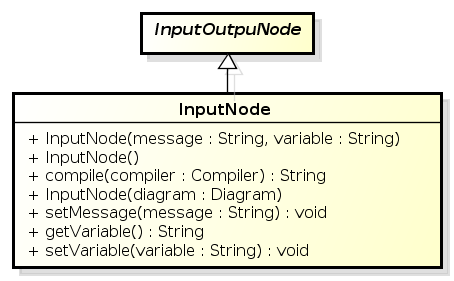 InputOutpuNode
InputNode
+ InputNode(message : String, variable : String)
+ InputNode()
+ compile(compiler : Compiler) : String
+ InputNode(diagram : Diagram)
+ setMessage(message : String) : void
+ getVariable() : String
+ setVariable(variable : String) : void